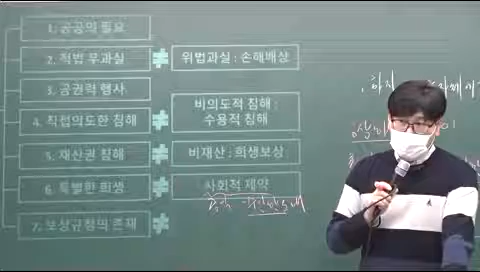 1. 공공의 필요
2. 적법 무과실
≠
위법과실 : 손해배상
3. 공권력 행사
4. 직접의도한 침해
≠
비의도적 침해 :
수용적 침해
5. 재산권 침해
≠
비재산 : 희생보상
6. 특별한 희생
≠
사회적 제약
7. 보상규정의 존재
≠